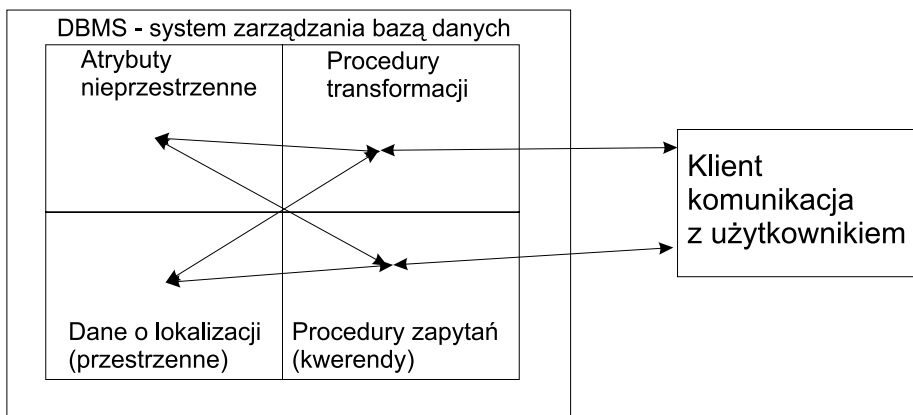 DBMS - system zarządzania bazą danych
Atrybuty
nieprzestrzenne
Procedury
transformacji
Klient
komunikacja
z użytkownikiem
Dane o lokalizacji
(przestrzenne)
Procedury zapytań
(kwerendy)